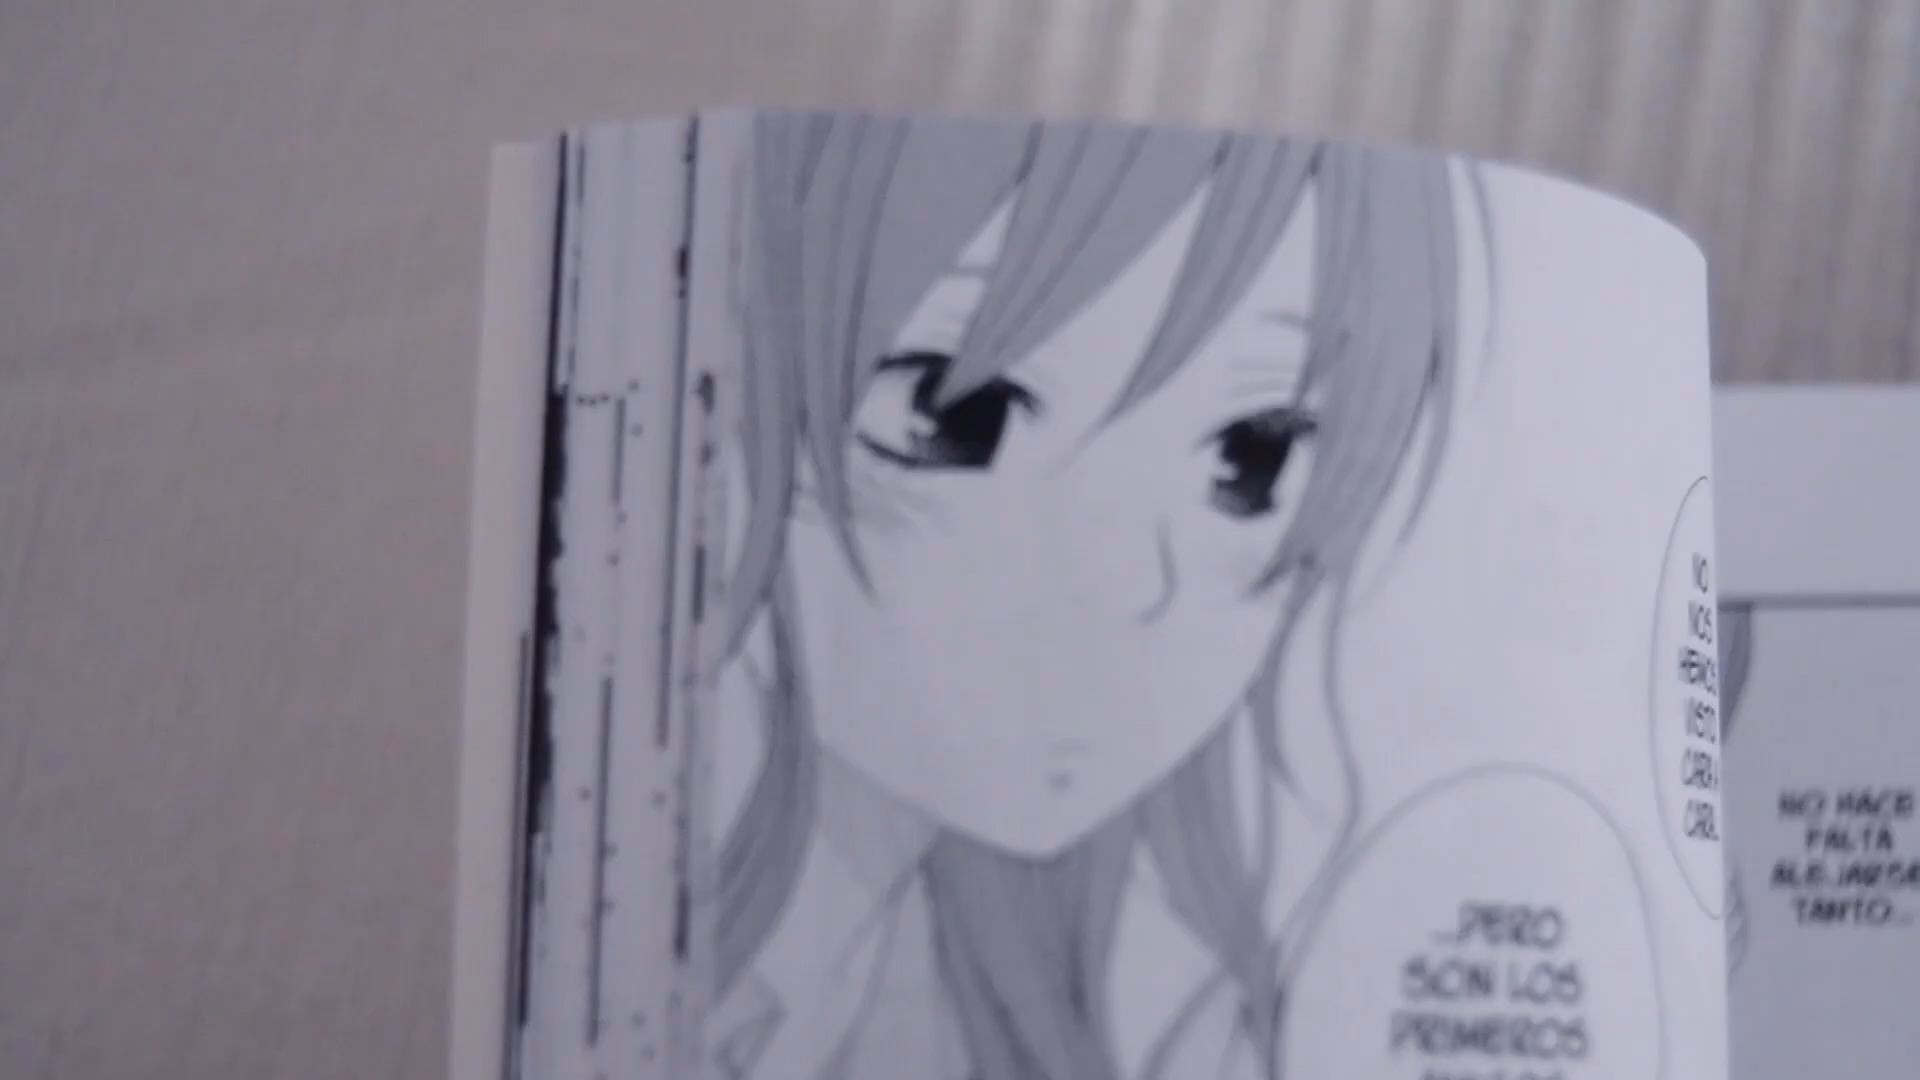 NO
NOS
HEMOS
VISTO
CARA A
CARA
...PERO
SON LOS
PRIMEROS
NO HACE
FALTA
ALEJARSE
TANTO...